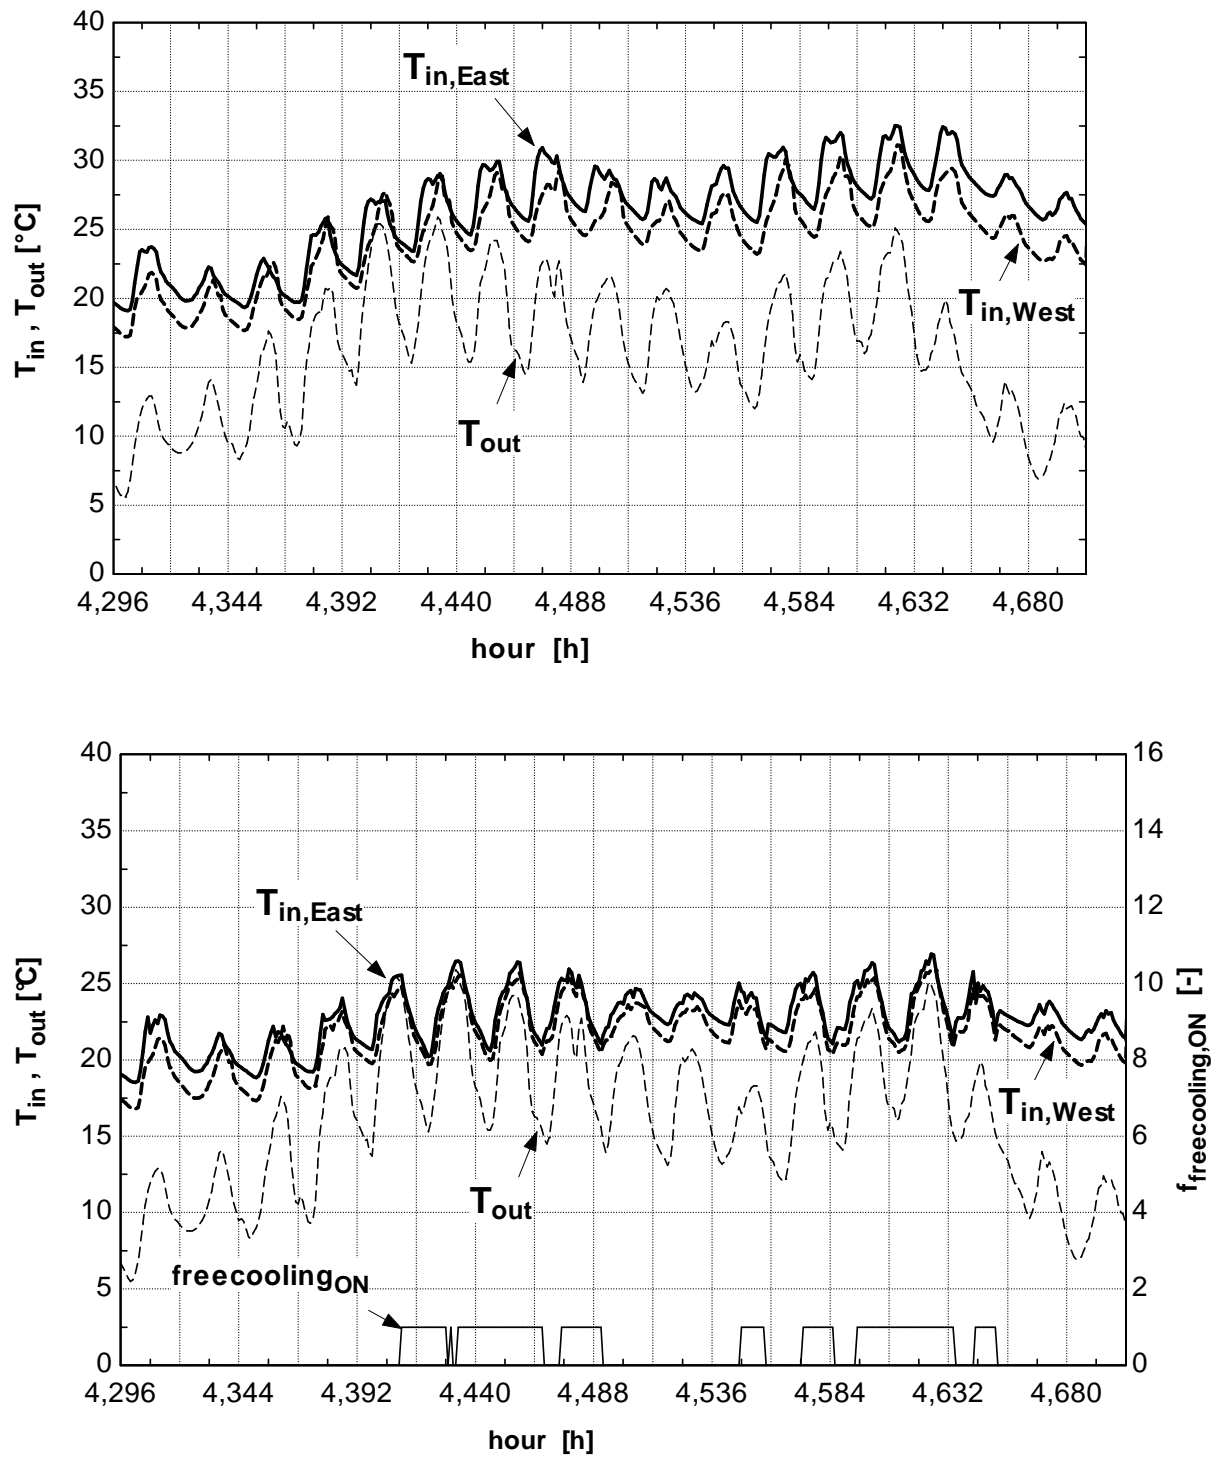 40
35
30
25
20
15
10
5
0
T_in , T_out [°C]
T_in,East
T_in,West
T_out
4,296 4,344 4,392 4,440 4,488 4,536 4,584 4,632 4,680
hour [h]
40
35
30
25
20
15
10
5
0
T_in , T_out [°C]
T_in,East
T_in,West
T_out
freecooling_ON
16
14
12
10
8
6
4
2
0
f_freecooling,ON [-]
4,296 4,344 4,392 4,440 4,488 4,536 4,584 4,632 4,680
hour [h]